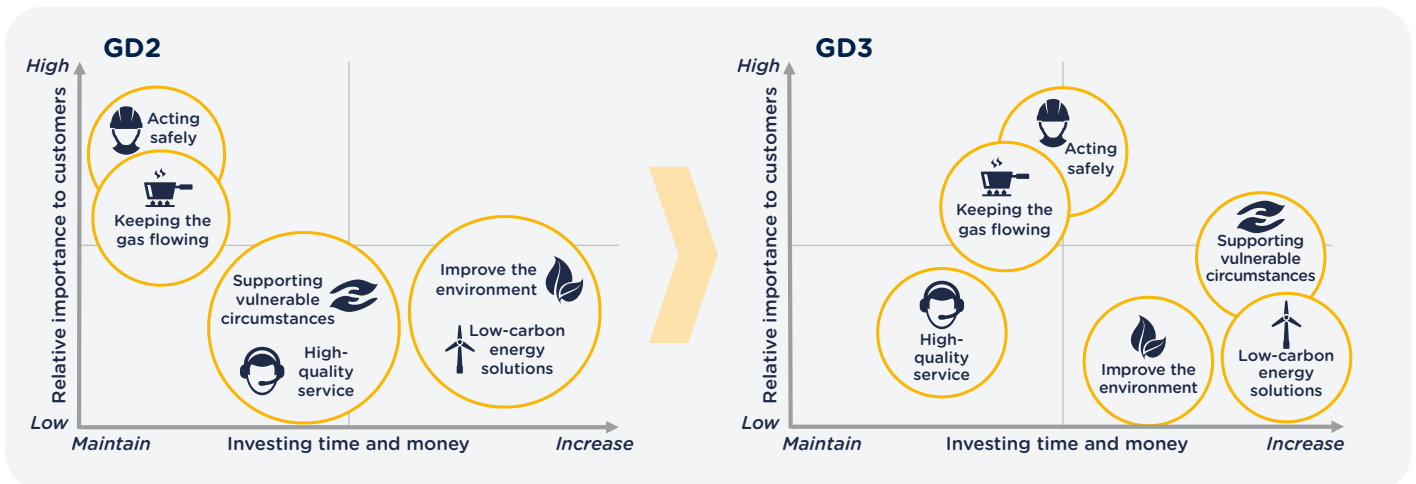 GD2
High
Relative importance to customers
Acting
safely
Keeping the
gas flowing
Supporting
vulnerable
circumstances
High-
quality
service
Improve the
environment
Low-carbon
energy
solutions
Low
Maintain
Investing time and money
Increase
GD3
High
Relative importance to customers
Acting
safely
Keeping the
gas flowing
Supporting
vulnerable
circumstances
High-
quality
service
Improve the
environment
Low-carbon
energy
solutions
Low
Maintain
Investing time and money
Increase